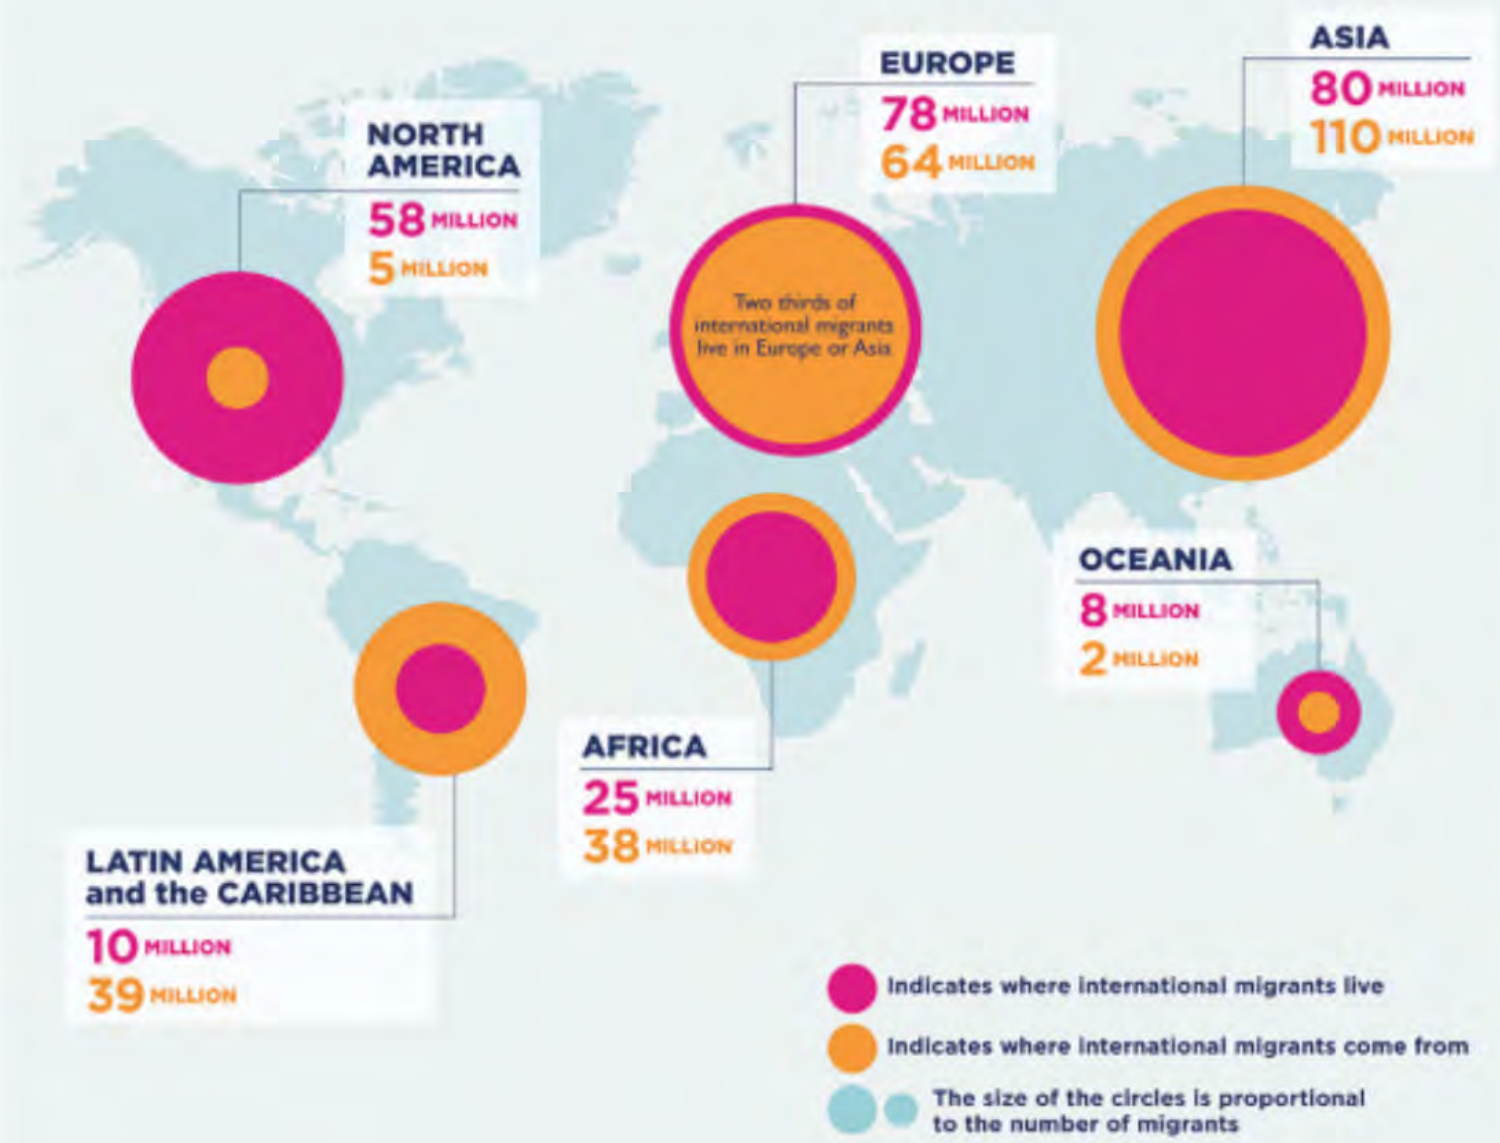 NORTH
AMERICA
58 MILLION
5 MILLION
EUROPE
78 MILLION
64 MILLION
ASIA
80 MILLION
110 MILLION
Two thirds of
international migrants
live in Europe or Asia
OCEANIA
8 MILLION
2 MILLION
AFRICA
25 MILLION
38 MILLION
LATIN AMERICA
and the CARIBBEAN
10 MILLION
39 MILLION
Indicates where international migrants live
Indicates where international migrants come from
The size of the circles is proportional
to the number of migrants